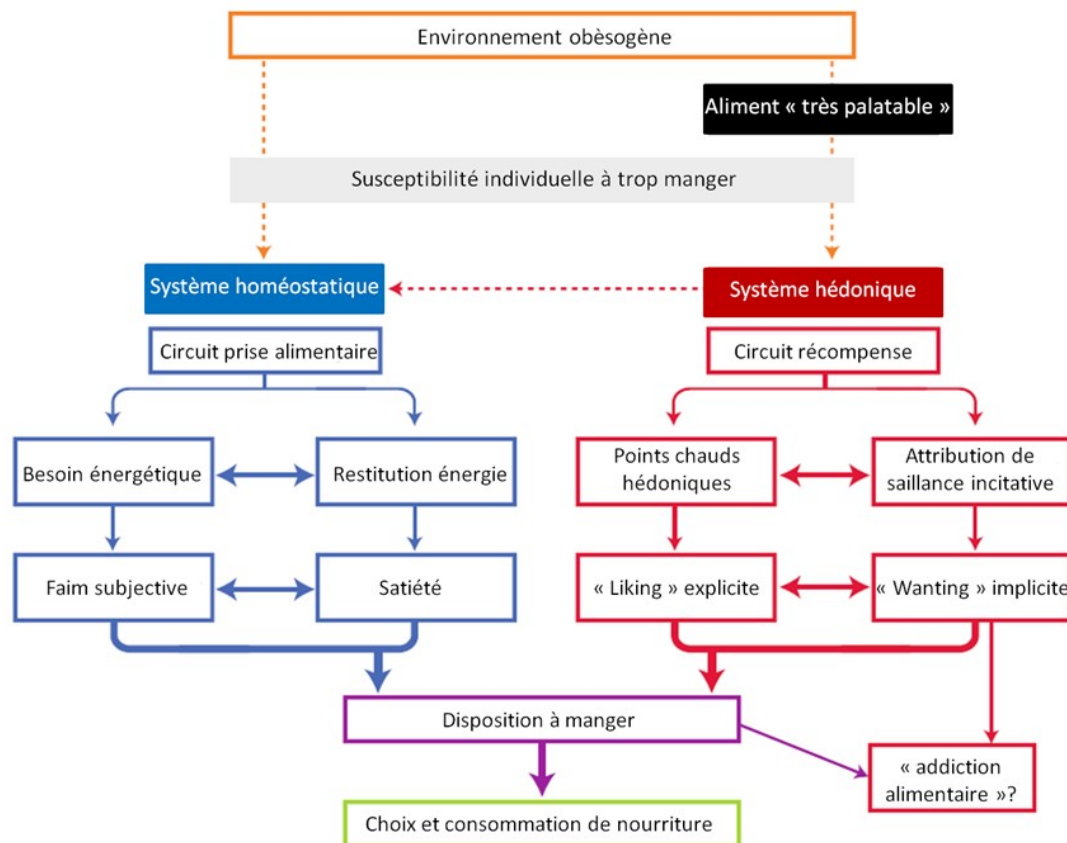 Environnement obèsogène
Aliment « très palatable »
Susceptibilité individuelle à trop manger
Système homéostatique
Système hédonique
Circuit prise alimentaire
Circuit récompense
Besoin énergétique
Restitution énergie
Points chauds
hédoniques
Attribution de
saillance incitative
Faim subjective
Satiété
« Liking » explicite
« Wanting » implicite
Disposition à manger
« addiction
alimentaire »?
Choix et consommation de nourriture